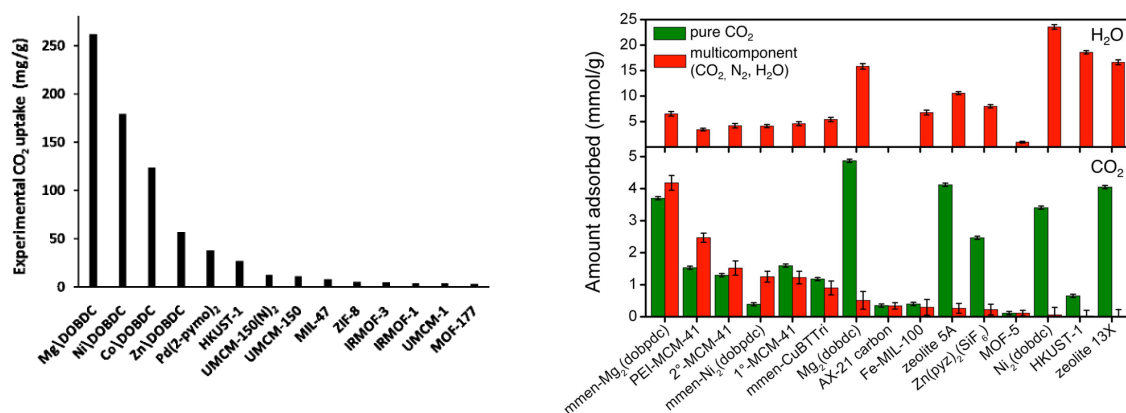 Experimental CO₂ uptake (mg/g)
250
200
150
100
50
0
Mg\DOBDC
Ni\DOBDC
Co\DOBDC
Zn\DOBDC
Pd(2-pymo)₂
HKUST-1
UMCM-150(N)₂
UMCM-150
MIL-47
ZIF-8
IRMOF-3
IRMOF-1
UMCM-1
MOF-177
Amount adsorbed (mmol/g)
25
20
15
10
5
pure CO₂
multicomponent
(CO₂, N₂, H₂O)
H₂O
5
4
3
2
1
0
CO₂
mmen-Mg₂(dobpdc)
PEI-MCM-41
2°-MCM-41
mmen-Ni₂(dobpdc)
1°-MCM-41
mmen-CuBTTri
Mg₂(dobdc)
AX-21 carbon
Fe-MIL-100
zeolite 5A
Zn(pyz)₂(SiF₆)
MOF-5
Ni₂(dobdc)
HKUST-1
zeolite 13X